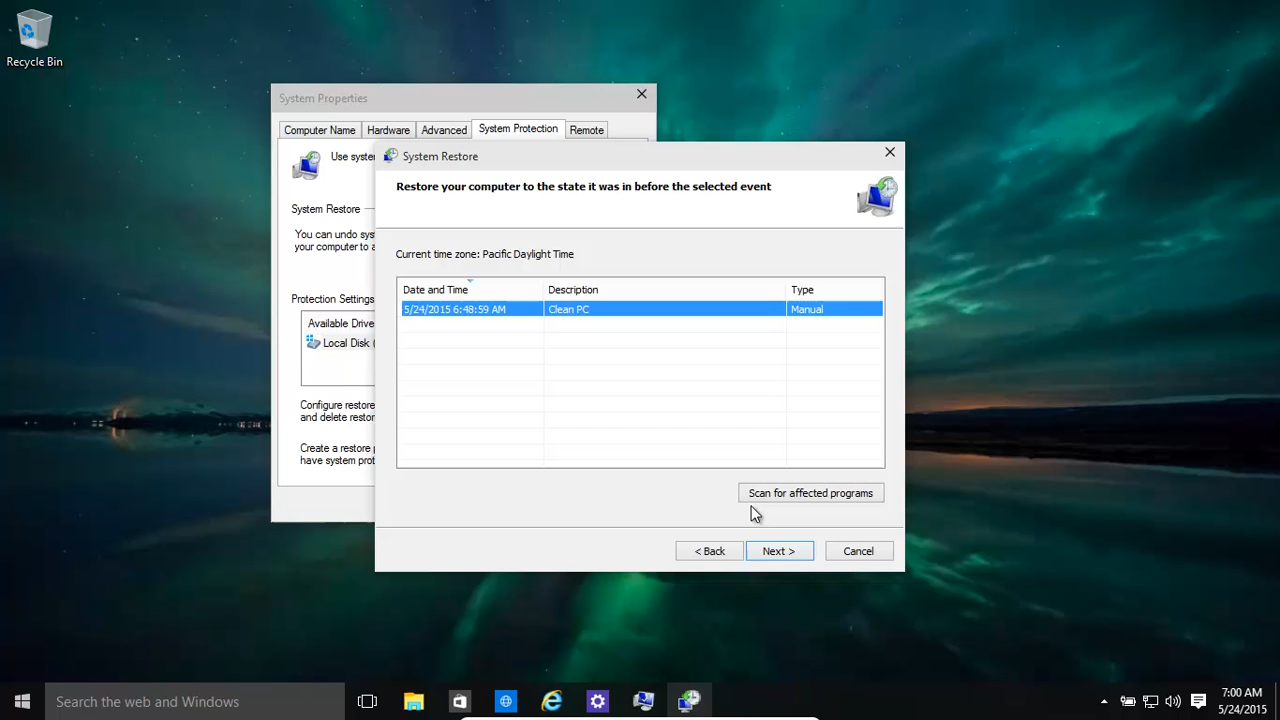 Recycle Bin
System Properties
Computer Name
Hardware
Advanced
System Protection
Remote
Use syste
System Restore
You can undo sys
your computer to a
Protection Settings
Available Drive
Local Disk (
Configure restore
and delete restor
Create a restore p
have system prot
System Restore
Restore your computer to the state it was in before the selected event
Current time zone: Pacific Daylight Time
Date and Time Description Type
5/24/2015 6:48:59 AM Clean PC Manual
Scan for affected programs
< Back Next > Cancel
Search the web and Windows
7:00 AM
5/24/2015